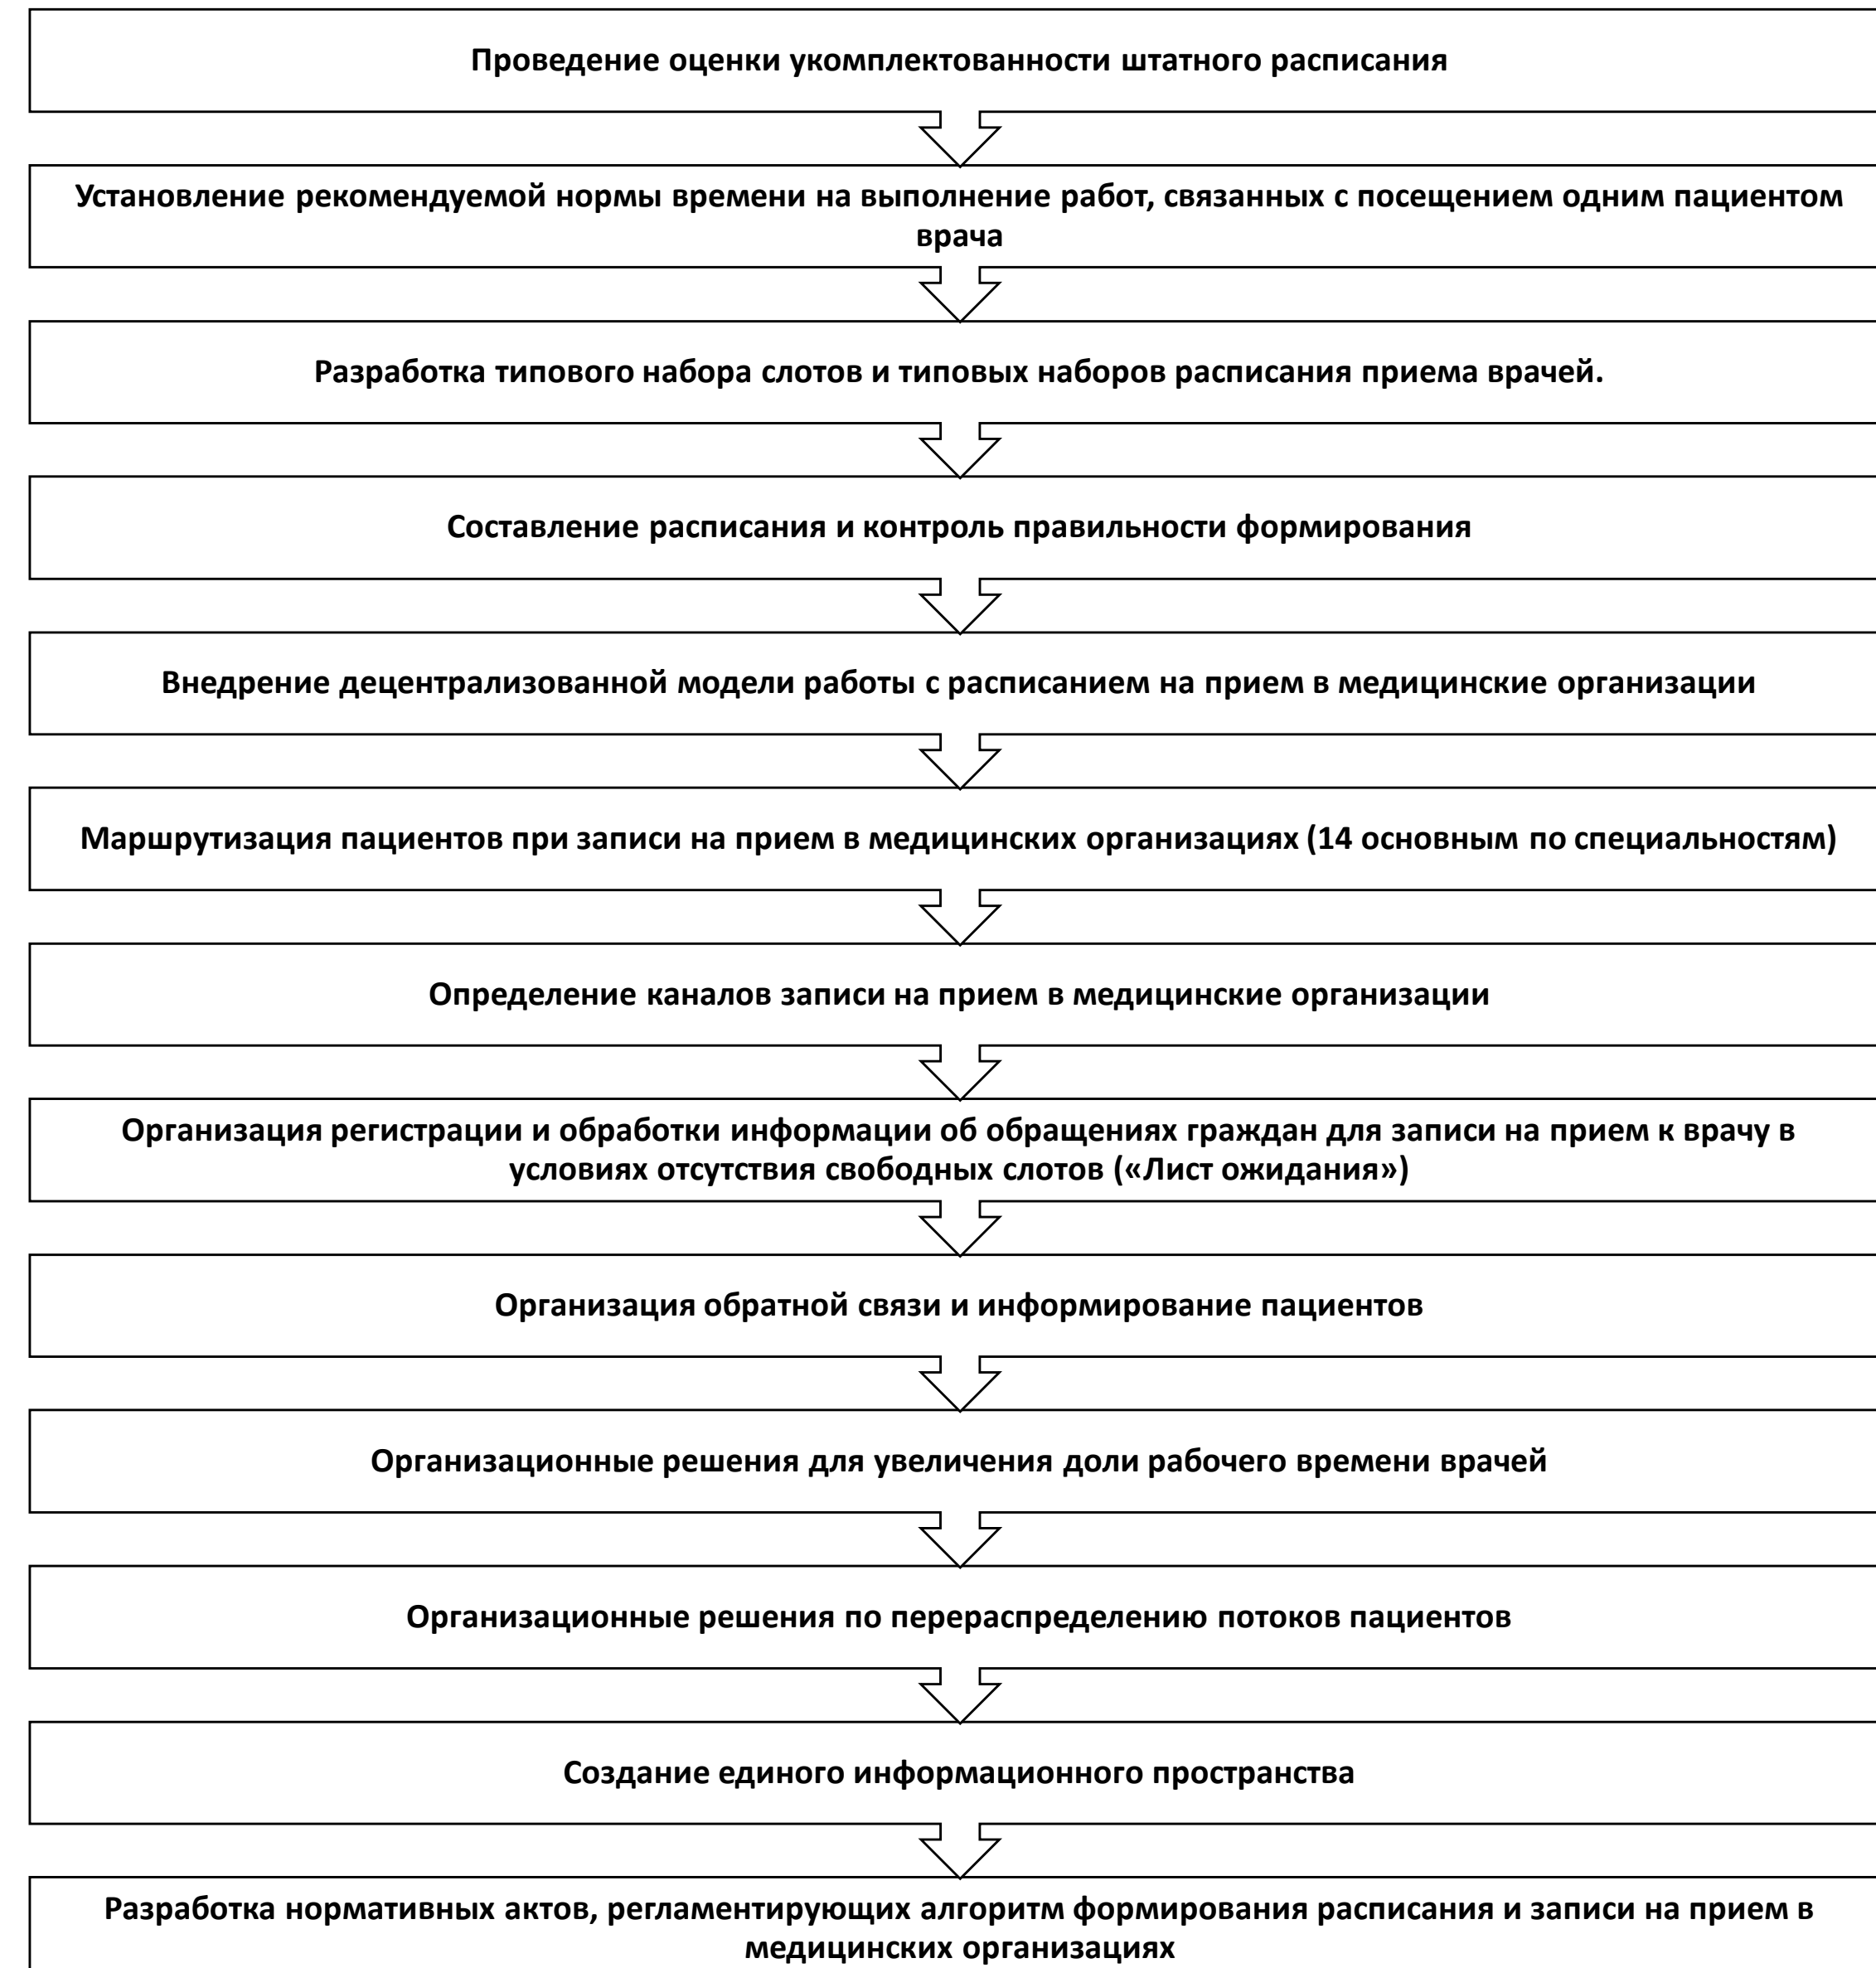 Проведение оценки укомплектованности штатного расписания
Установление рекомендуемой нормы времени на выполнение работ, связанных с посещением одним пациентом
врача
Разработка типового набора слотов и типовых наборов расписания приема врачей.
Составление расписания и контроль правильности формирования
Внедрение децентрализованной модели работы с расписанием на прием в медицинские организации
Маршрутизация пациентов при записи на прием в медицинских организациях (14 основным по специальностям)
Определение каналов записи на прием в медицинские организации
Организация регистрации и обработки информации об обращениях граждан для записи на прием к врачу в
условиях отсутствия свободных слотов («Лист ожидания»)
Организация обратной связи и информирование пациентов
Организационные решения для увеличения доли рабочего времени врачей
Организационные решения по перераспределению потоков пациентов
Создание единого информационного пространства
Разработка нормативных актов, регламентирующих алгоритм формирования расписания и записи на прием в
медицинских организациях